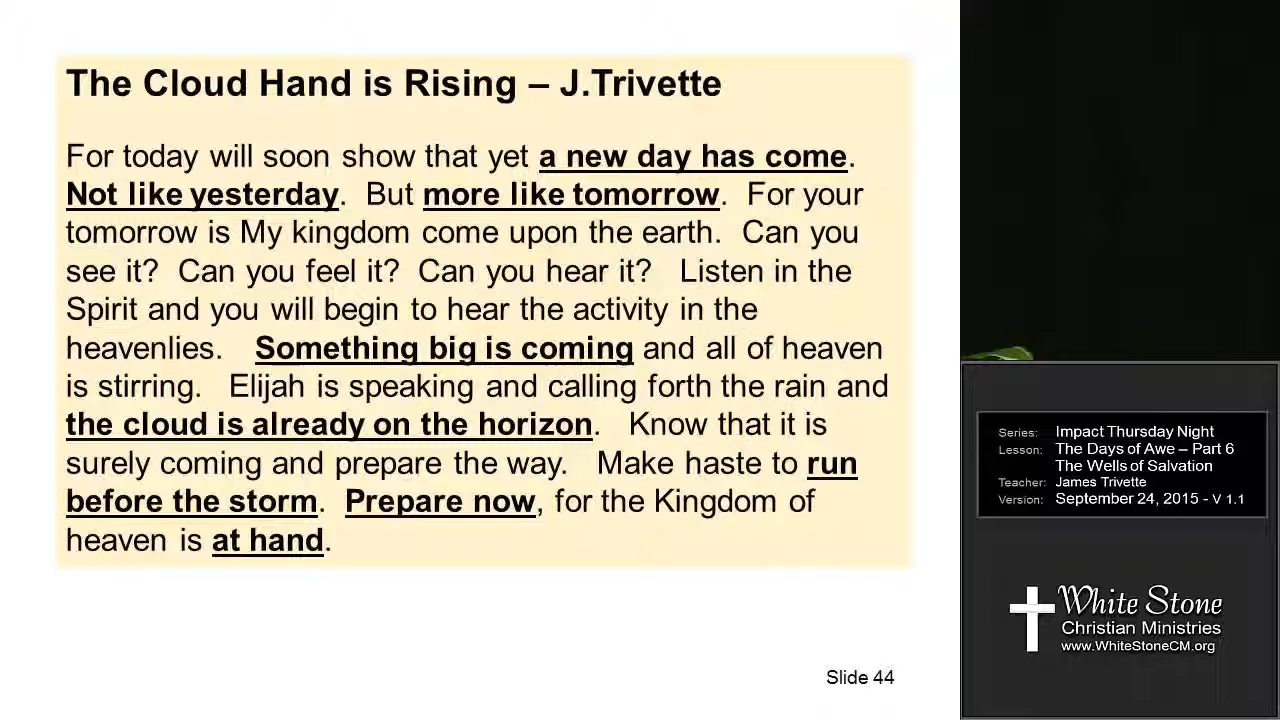 The Cloud Hand is Rising – J.Trivette
For today will soon show that yet a new day has come.
Not like yesterday.  But more like tomorrow.  For your
tomorrow is My kingdom come upon the earth.  Can you
see it?  Can you feel it?  Can you hear it?   Listen in the
Spirit and you will begin to hear the activity in the
heavenlies.   Something big is coming and all of heaven
is stirring.   Elijah is speaking and calling forth the rain and
the cloud is already on the horizon.   Know that it is
surely coming and prepare the way.   Make haste to run
before the storm.  Prepare now, for the Kingdom of
heaven is at hand.
Slide 44
Series: Impact Thursday Night
Lesson: The Days of Awe – Part 6
The Wells of Salvation
Teacher: James Trivette
Version: September 24, 2015 - V 1.1
White Stone
Christian Ministries
www.WhiteStoneCM.org